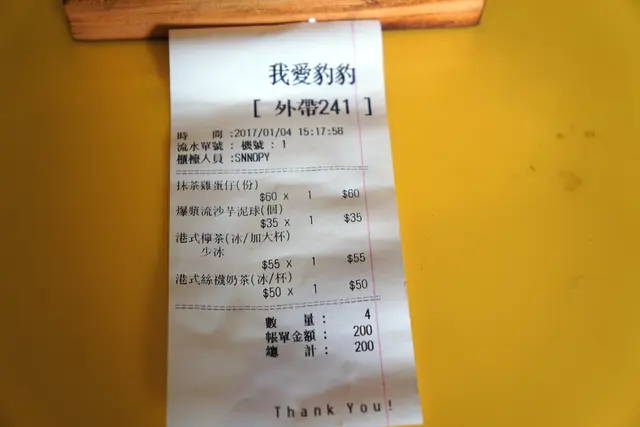 我愛豹豹
[ 外帶241 ]
時 間 :2017/01/04 15:17:58
流水單號 : 機號 : 1
櫃檯人員 :SNNOPY
抹茶雞蛋仔(份)
$60 x 1 $60
爆漿流沙芋泥球(個)
$35 x 1 $35
港式檸茶(冰/加大杯)
少冰
$55 x 1 $55
港式絲襪奶茶(冰/杯)
$50 x 1 $50
數 量 : 4
帳單金額 : 200
總 計 : 200
Thank You!